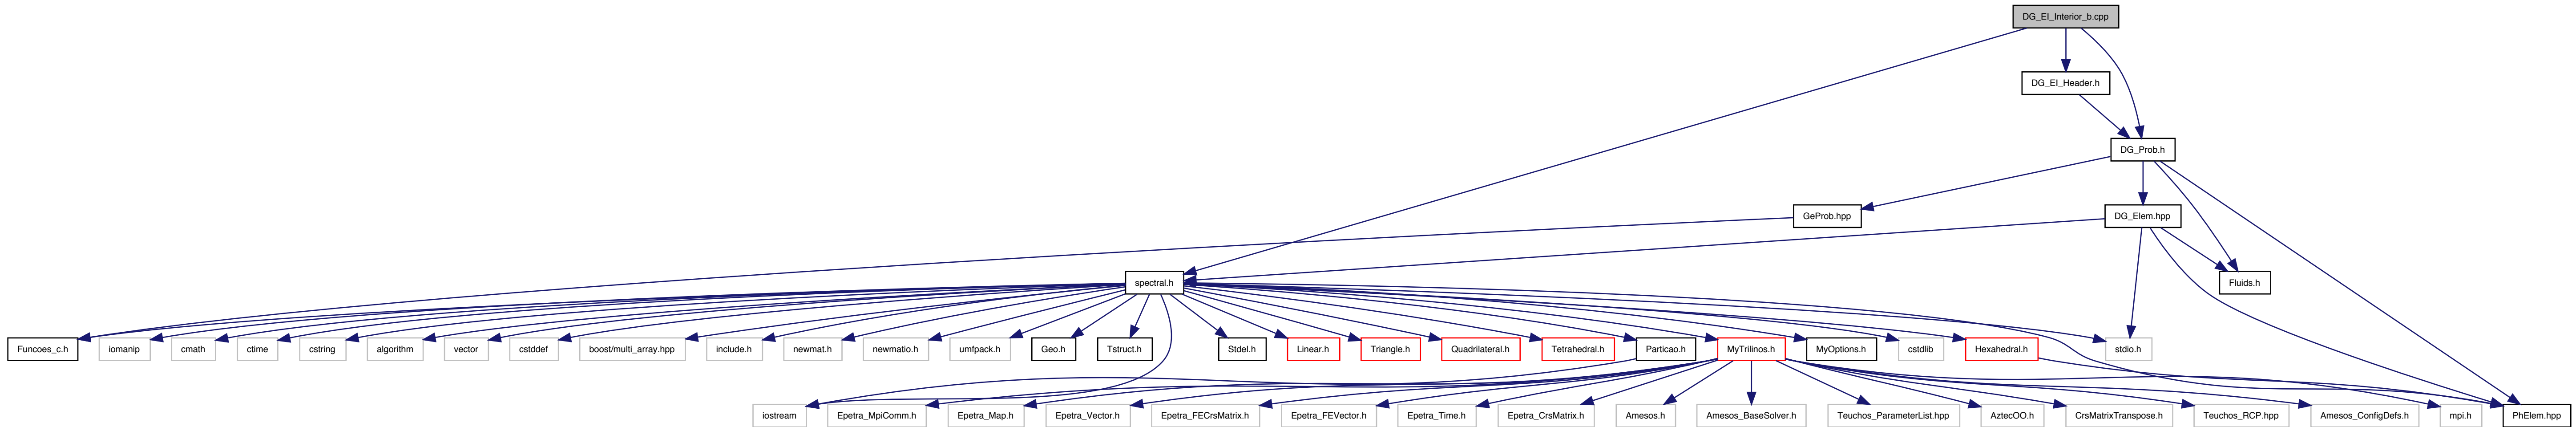 DG_EI_Interior_b.cpp
DG_EI_Header.h
DG_Prob.h
GeProb.hpp
DG_Elem.hpp
spectral.h
Fluids.h
Funcoes_c.h
iomanip
cmath
ctime
cstring
algorithm
vector
cstddef
boost/multi_array.hpp
include.h
newmat.h
newmatio.h
umfpack.h
Geo.h
Tstruct.h
Stdel.h
Linear.h
Triangle.h
Quadrilateral.h
Tetrahedral.h
Particao.h
MyTrilinos.h
MyOptions.h
cstdlib
Hexahedral.h
stdio.h
iostream
Epetra_MpiComm.h
Epetra_Map.h
Epetra_Vector.h
Epetra_FECrsMatrix.h
Epetra_FEVector.h
Epetra_Time.h
Epetra_CrsMatrix.h
Amesos.h
Amesos_BaseSolver.h
Teuchos_ParameterList.hpp
AztecOO.h
CrsMatrixTranspose.h
Teuchos_RCP.hpp
Amesos_ConfigDefs.h
mpi.h
PhElem.hpp